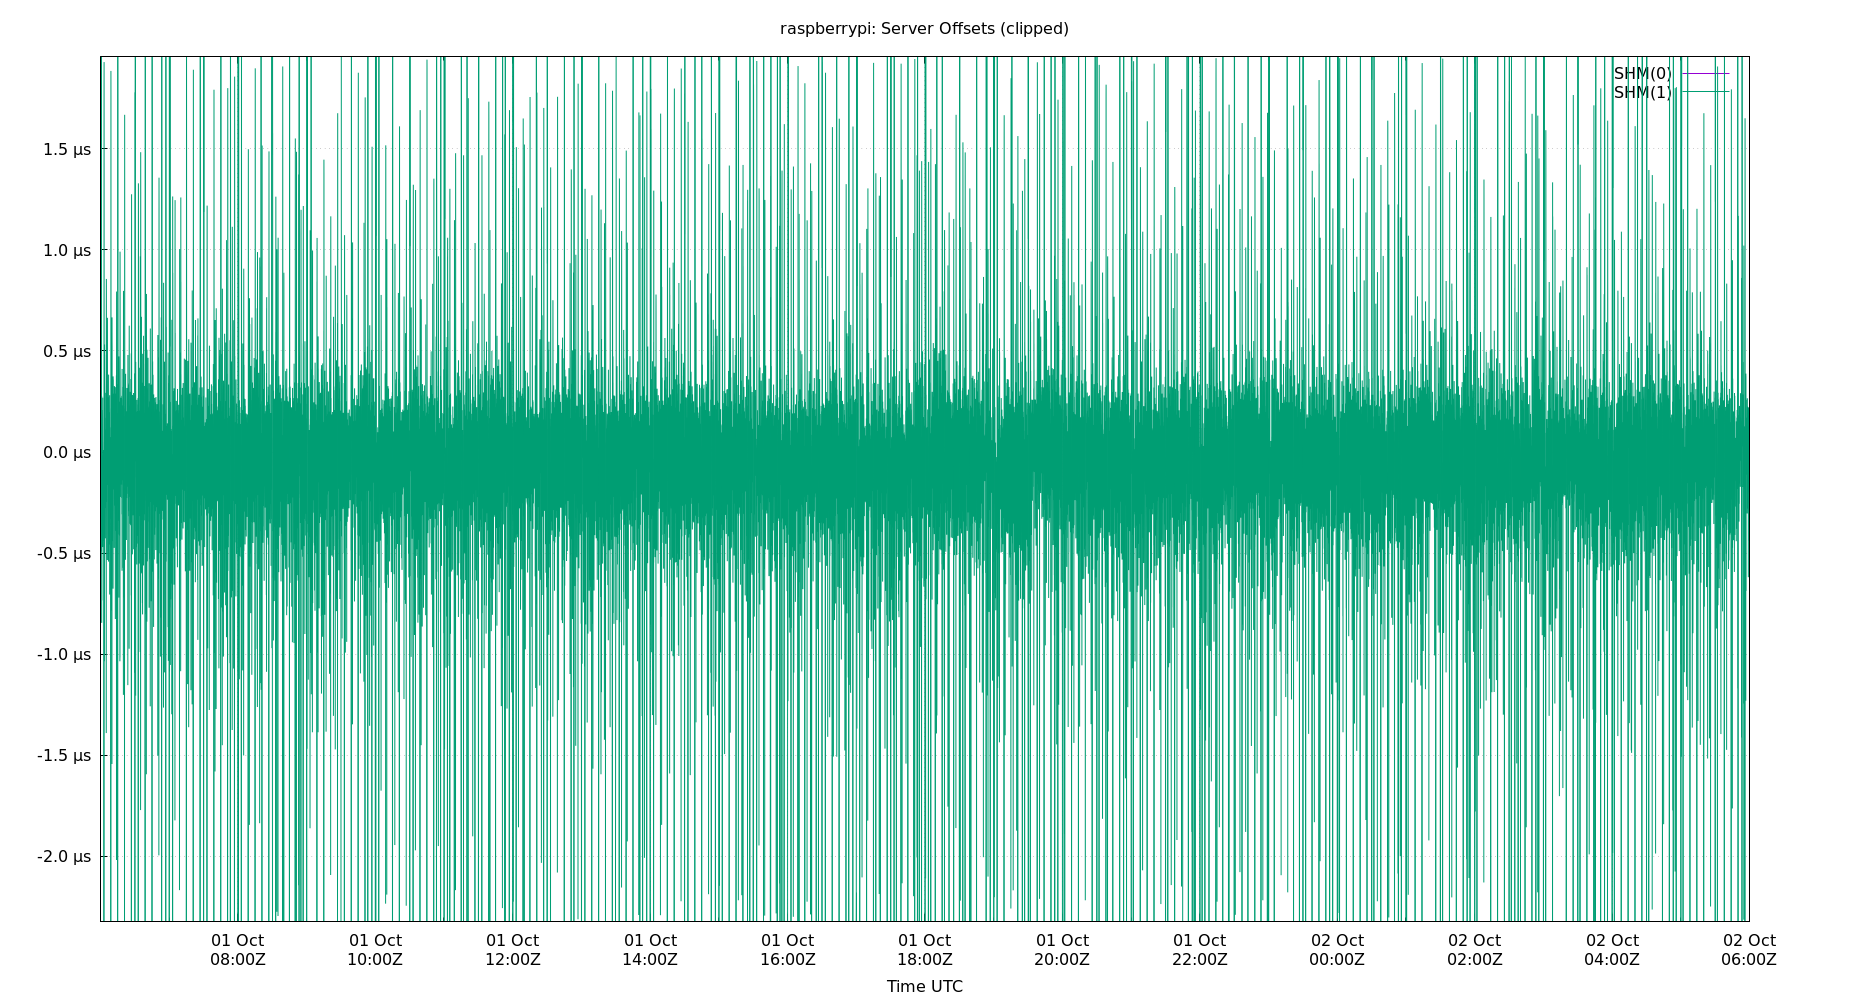 raspberrypi: Server Offsets (clipped)
SHM(0)
SHM(1)
1.5 µs
1.0 µs
0.5 µs
0.0 µs
-0.5 µs
-1.0 µs
-1.5 µs
-2.0 µs
01 Oct 01 Oct 01 Oct 01 Oct 01 Oct 01 Oct 01 Oct 01 Oct 02 Oct 02 Oct 02 Oct 02 Oct
08:00Z 10:00Z 12:00Z 14:00Z 16:00Z 18:00Z 20:00Z 22:00Z 00:00Z 02:00Z 04:00Z 06:00Z
Time UTC